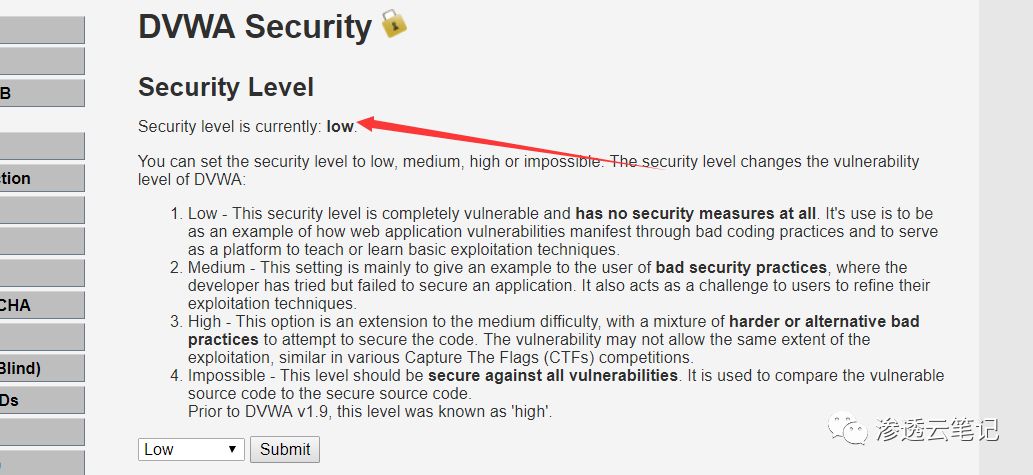 DVWA Security
Security Level
Security level is currently: low.
You can set the security level to low, medium, high or impossible. The security level changes the vulnerability
level of DVWA:
1. Low - This security level is completely vulnerable and has no security measures at all. It's use is to be
as an example of how web application vulnerabilities manifest through bad coding practices and to serve
as a platform to teach or learn basic exploitation techniques.
2. Medium - This setting is mainly to give an example to the user of bad security practices, where the
developer has tried but failed to secure an application. It also acts as a challenge to users to refine their
exploitation techniques.
3. High - This option is an extension to the medium difficulty, with a mixture of harder or alternative bad
practices to attempt to secure the code. The vulnerability may not allow the same extent of the
exploitation, similar in various Capture The Flags (CTFs) competitions.
4. Impossible - This level should be secure against all vulnerabilities. It is used to compare the vulnerable
source code to the secure source code.
Prior to DVWA v1.9, this level was known as 'high'.
Low
Submit
B
tion
CHA
Blind)
Ds
渗透云笔记